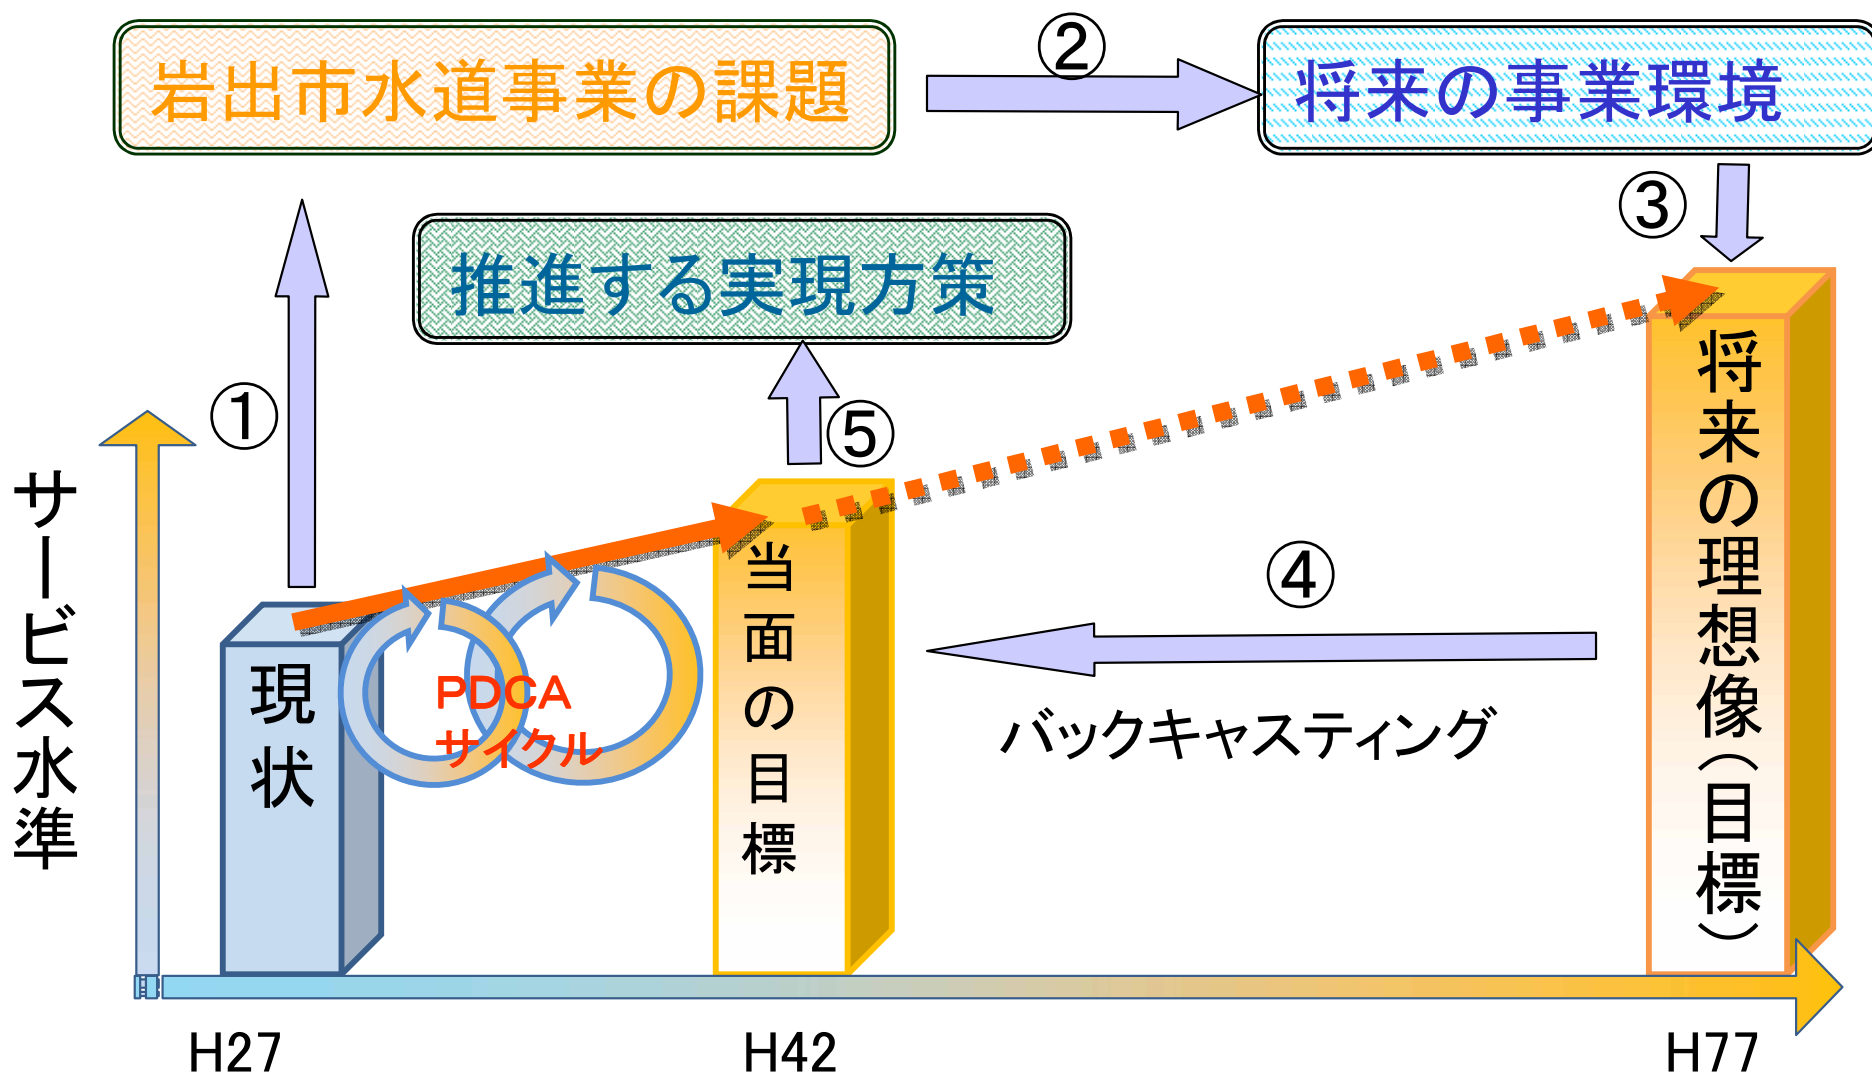 岩出市水道事業の課題
②
将来の事業環境
③
推進する実現方策
①
⑤
サービス水準
現状
PDCA
サイクル
当面の目標
④
バックキャスティング
将来の理想像(目標)
H27
H42
H77